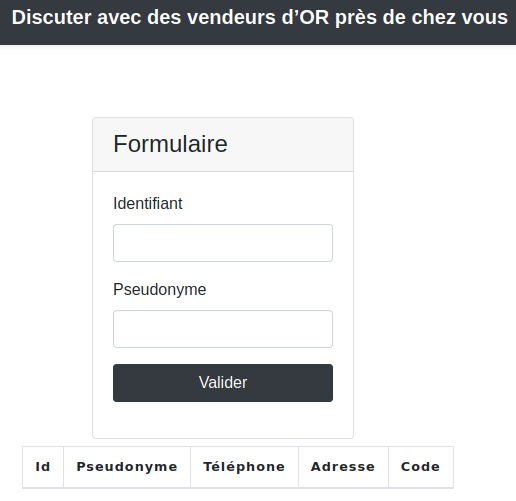 Discuter avec des vendeurs d’OR près de chez vous
Formulaire
Identifiant
Pseudonyme
Valider
Id Pseudonyme Téléphone Adresse Code